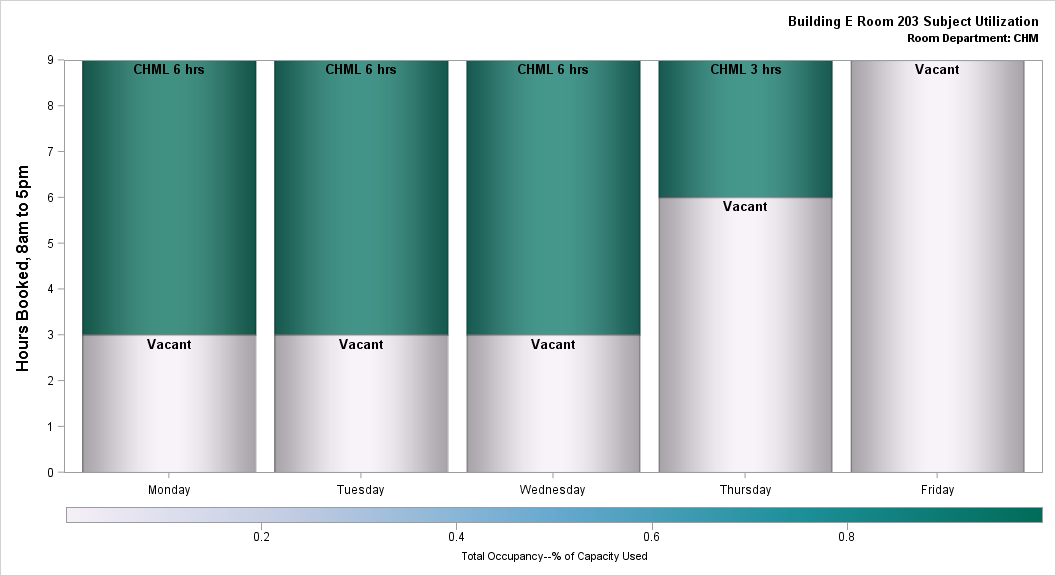 Building E Room 203 Subject Utilization
Room Department: CHM
Hours Booked, 8am to 5pm
9
8
7
6
5
4
3
2
1
0
CHML 6 hrs
CHML 6 hrs
CHML 6 hrs
CHML 3 hrs
Vacant
Vacant
Vacant
Vacant
Vacant
Monday
Tuesday
Wednesday
Thursday
Friday
0.2
0.4
0.6
0.8
Total Occupancy--% of Capacity Used